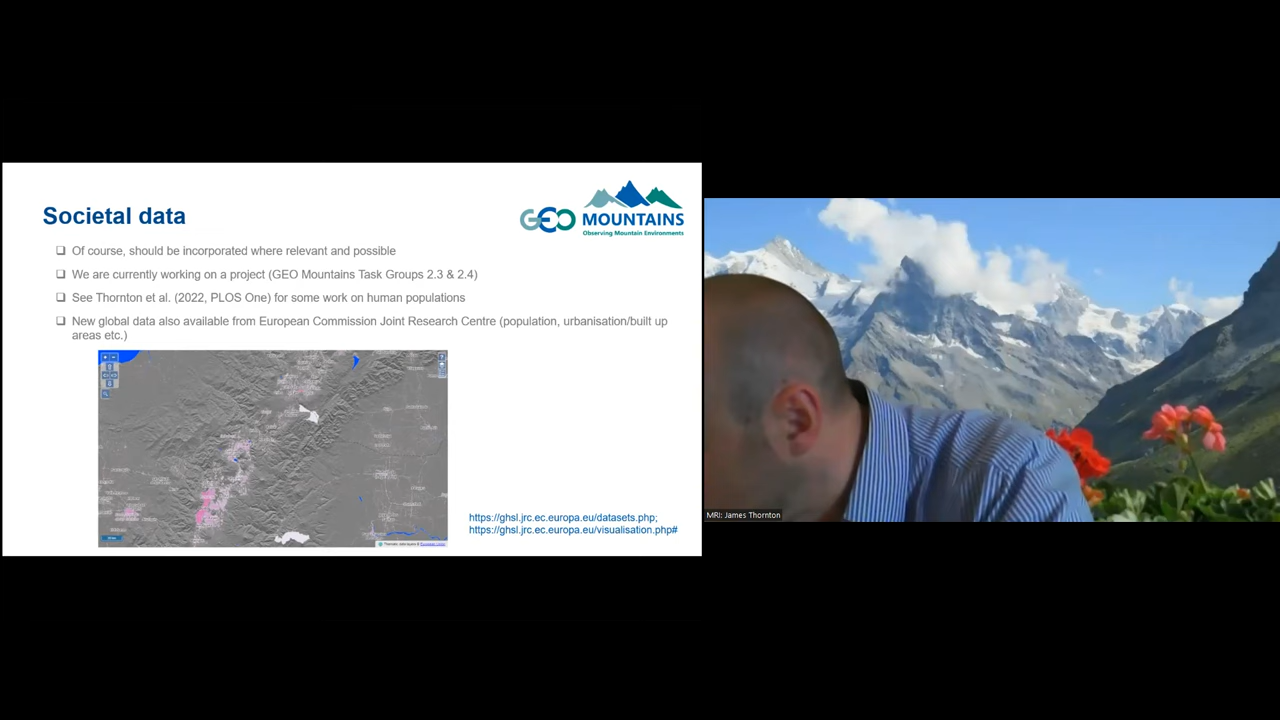 Societal data
GEO MOUNTAINS
Observing Mountain Environments
❑ Of course, should be incorporated where relevant and possible
❑ We are currently working on a project (GEO Mountains Task Groups 2.3 & 2.4)
❑ See Thornton et al. (2022, PLOS One) for some work on human populations
❑ New global data also available from European Commission Joint Research Centre (population, urbanisation/built up
areas etc.)
https://ghsl.jrc.ec.europa.eu/datasets.php;
https://ghsl.jrc.ec.europa.eu/visualisation.php#
MRI: James Thornton